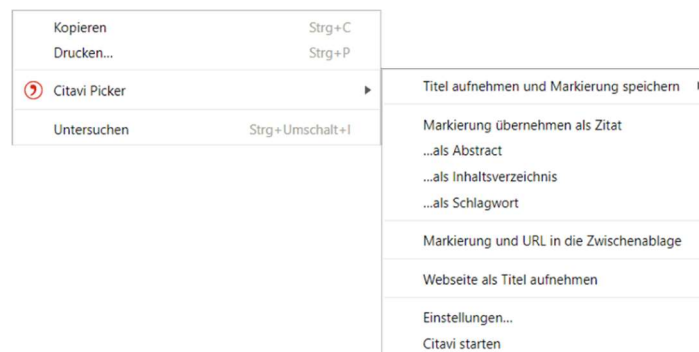 Kopieren Strg+C
Drucken... Strg+P
Citavi Picker
Untersuchen Strg+Umschalt+I
Titel aufnehmen und Markierung speichern
Markierung übernehmen als Zitat
...als Abstract
...als Inhaltsverzeichnis
...als Schlagwort
Markierung und URL in die Zwischenablage
Webseite als Titel aufnehmen
Einstellungen...
Citavi starten